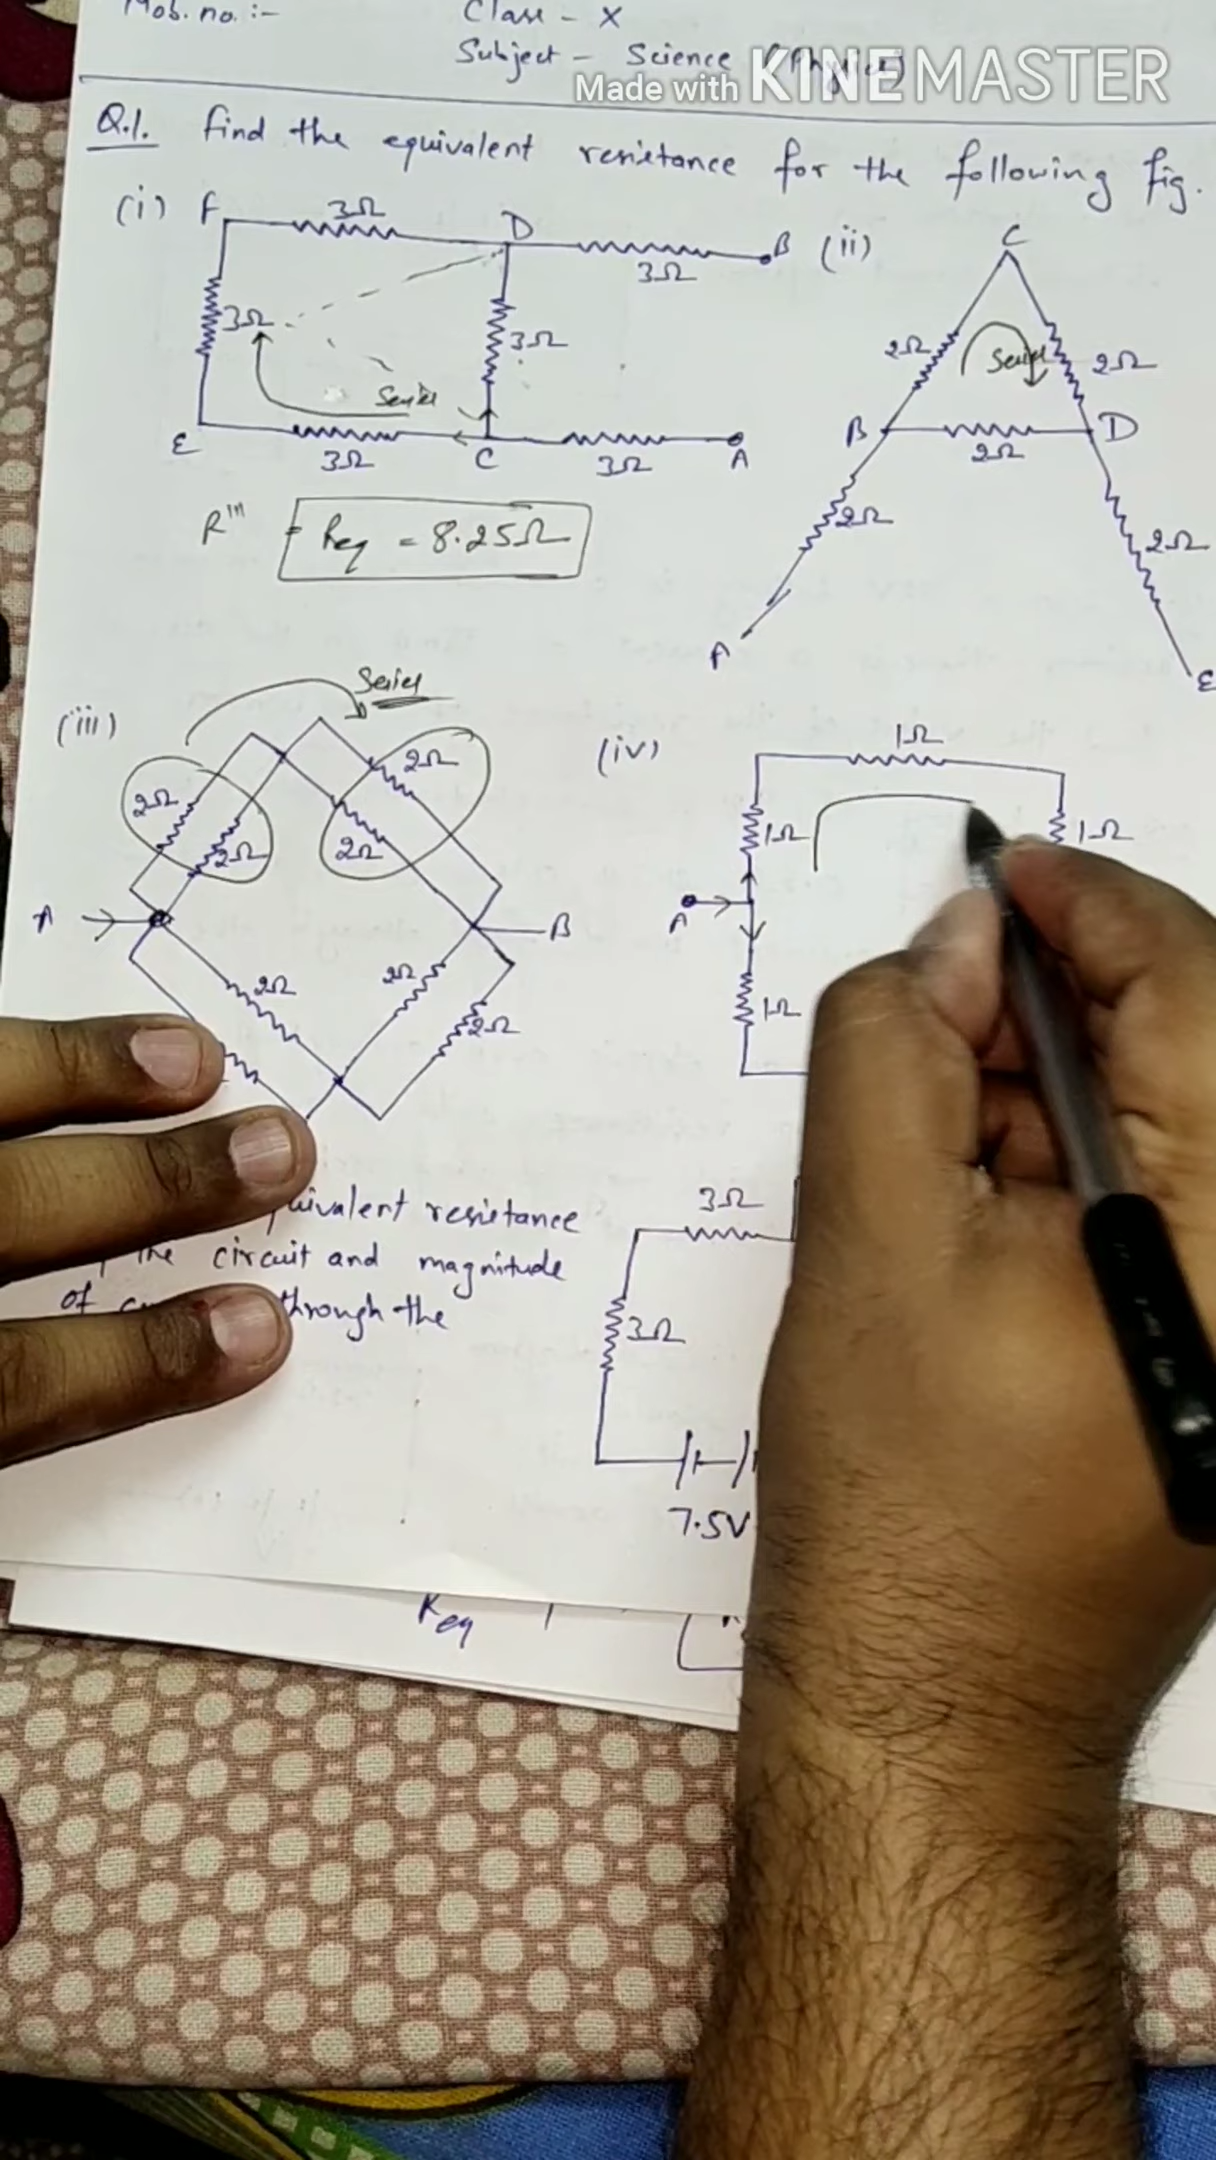 Mob. no. :-
Class - X
Subject - Science (Physics)
Made with KINEMASTER
Q.1. find the equivalent resistance for the following fig.
(i) F 3Ω D B
3Ω
3Ω
3Ω
Series
E 3Ω C 3Ω A
R''' = Req = 8.25Ω
(ii) C
2Ω Series 2Ω
B 2Ω D
2Ω 2Ω
A E
(iii) Series
2Ω 2Ω
2Ω 2Ω
A B
2Ω 2Ω
2Ω
(iv) 1Ω
1Ω 1Ω
A
1Ω
uivalent resistance
the circuit and magnitude
of through the
3Ω
3Ω
7.5V
Req